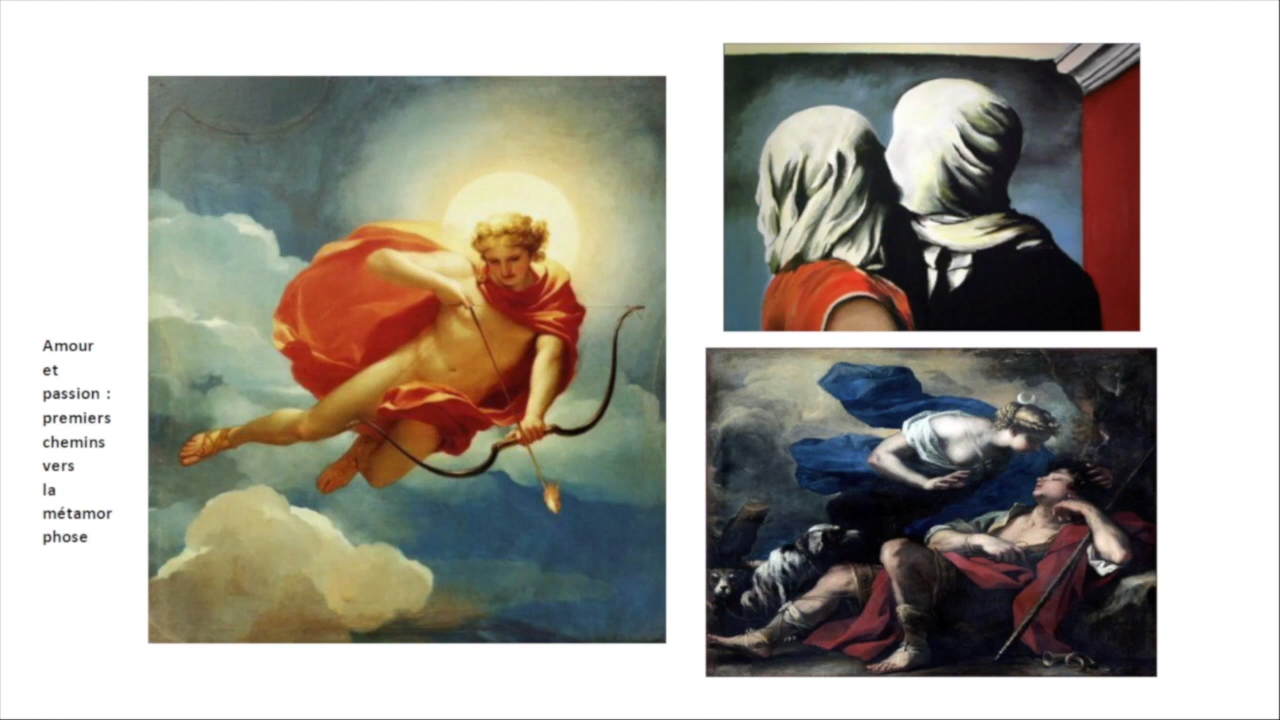 Amour
et
passion :
premiers
chemins
vers
la
métamor
phose